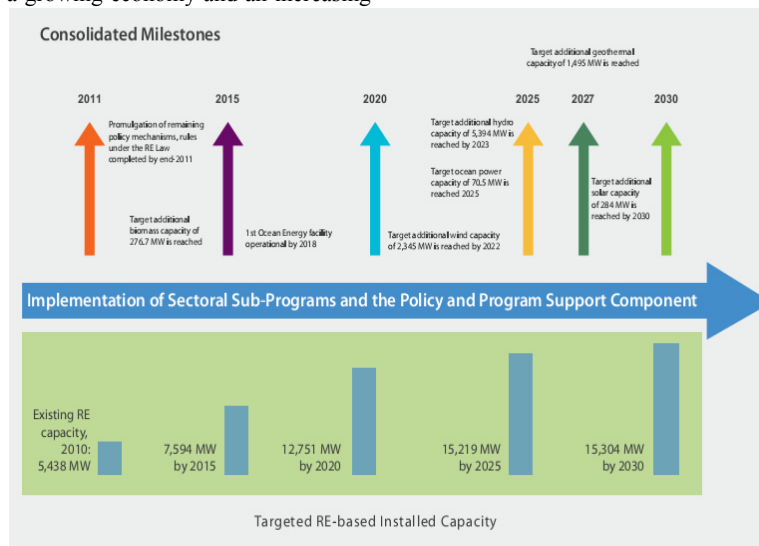 a growing economy and an increasing
Consolidated Milestones
Target additional geothermal
capacity of 1,495 MW is reached
2011
2015
2020
2025
2027
2030
Promulgation of remaining
policy mechanisms, rules
under the RE Law
completed by end-2011
Target additional
biomass capacity of
276.7 MW is reached
1st Ocean Energy facility
operational by 2018
Target additional wind capacity
of 2,345 MW is reached by 2022
Target additional hydro
capacity of 5,394 MW is
reached by 2023
Target ocean power
capacity of 70.5 MW is
reached 2025
Target additional
solar capacity
of 284 MW is
reached by 2030
Implementation of Sectoral Sub-Programs and the Policy and Program Support Component
Existing RE
capacity,
2010:
5,438 MW
7,594 MW
by 2015
12,751 MW
by 2020
15,219 MW
by 2025
15,304 MW
by 2030
Targeted RE-based Installed Capacity